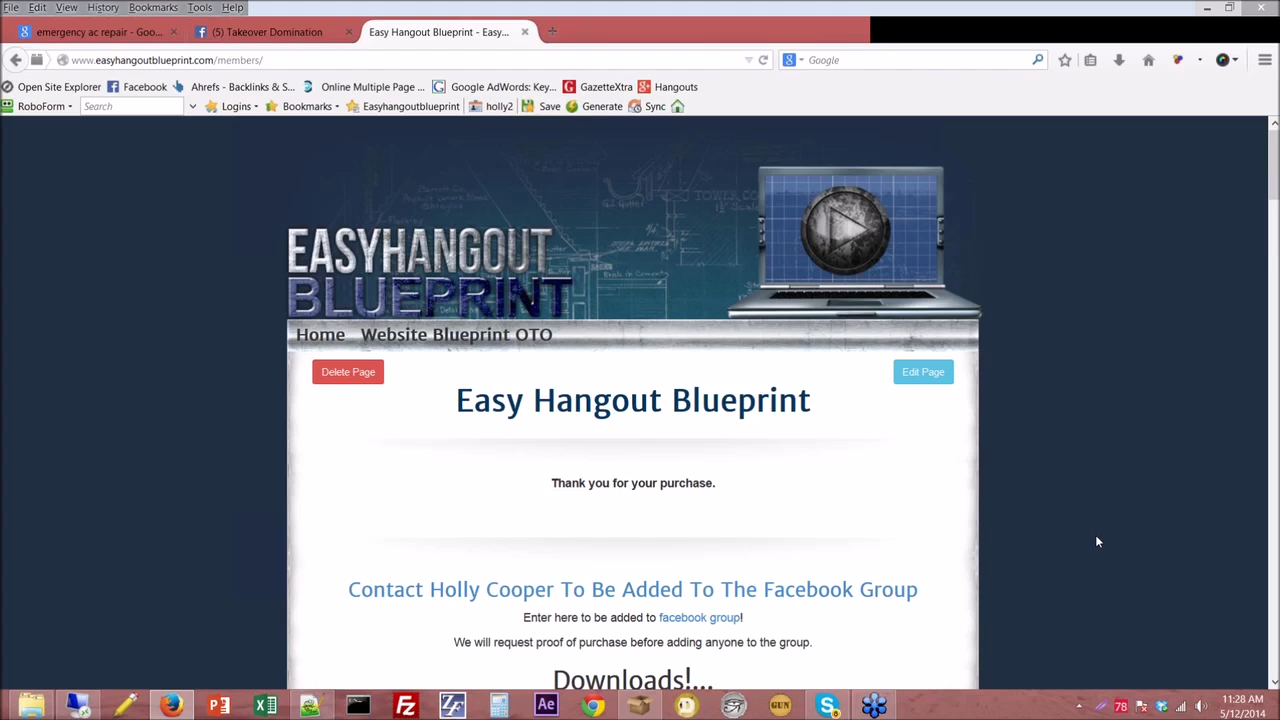 File Edit View History Bookmarks Tools Help
emergency ac repair - Goo... (5) Takeover Domination Easy Hangout Blueprint - Easy...
www.easyhangoutblueprint.com/members/ Google
Open Site Explorer Facebook Ahrefs - Backlinks & S... Online Multiple Page ... Google AdWords: Key... GazetteXtra Hangouts
RoboForm Search Logins Bookmarks Easyhangoutblueprint holly2 Save Generate Sync
EASYHANGOUT
BLUEPRINT
Home Website Blueprint OTO
Delete Page Edit Page
Easy Hangout Blueprint
Thank you for your purchase.
Contact Holly Cooper To Be Added To The Facebook Group
Enter here to be added to facebook group!
We will request proof of purchase before adding anyone to the group.
Downloads!...
Ae GUN 78 11:28 AM
5/12/2014